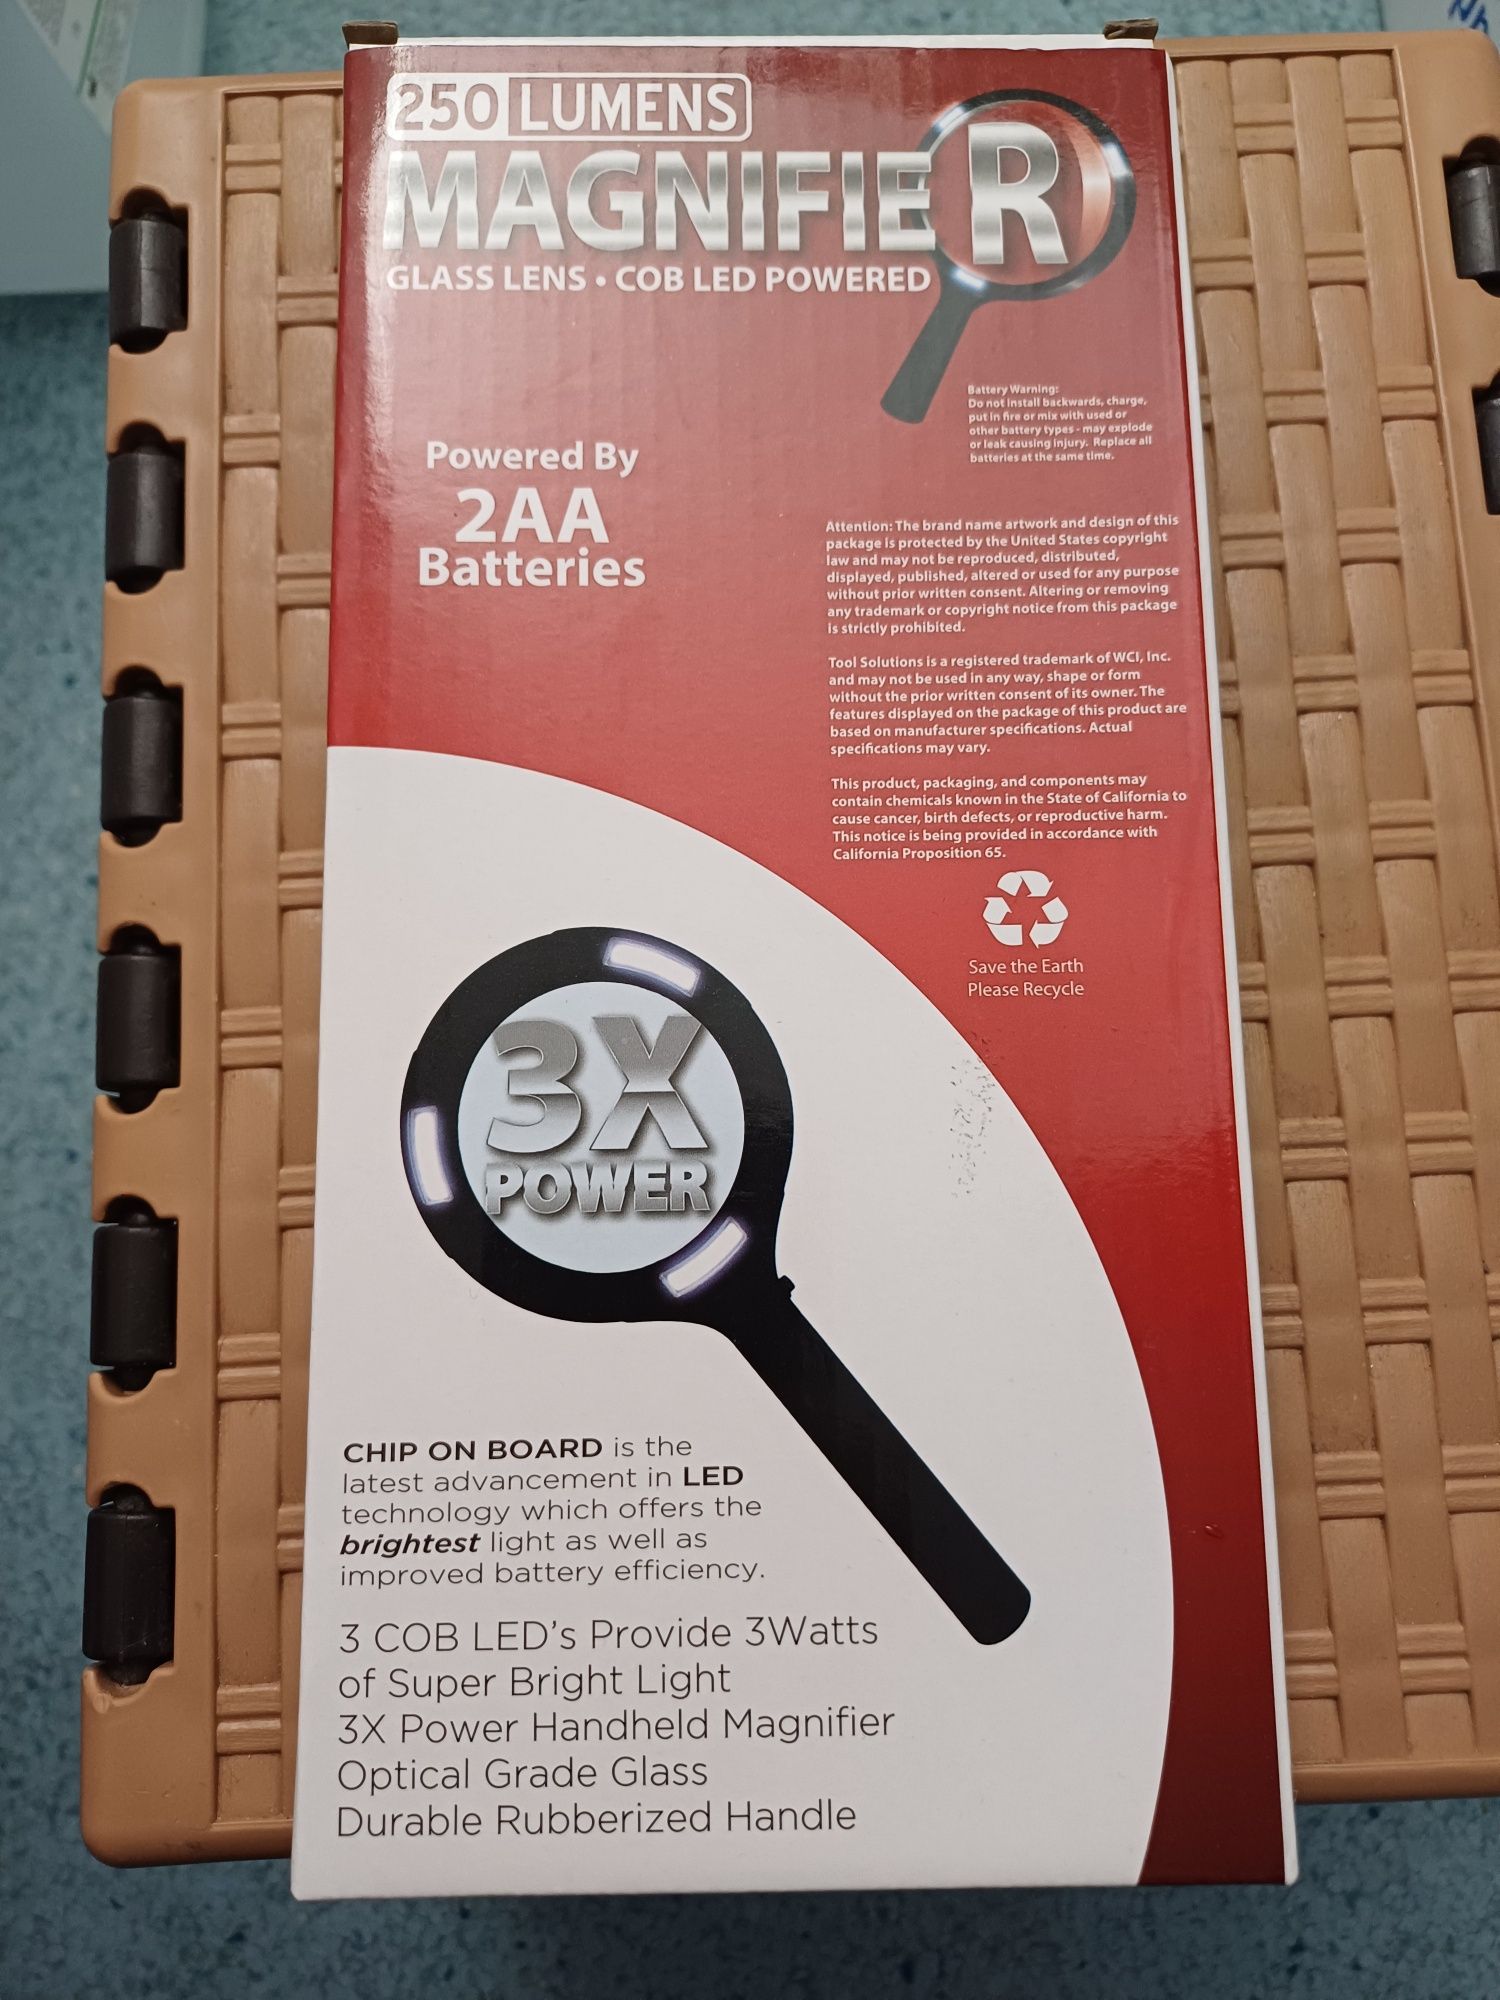 250 LUMENS
MAGNIFIER
GLASS LENS • COB LED POWERED
Battery Warning:
Do not install backwards, charge,
put in fire or mix with used or
other battery types - may explode
or leak causing injury. Replace all
batteries at the same time.
Powered By
2AA
Batteries
Attention: The brand name artwork and design of this
package is protected by the United States copyright
law and may not be reproduced, distributed,
displayed, published, altered or used for any purpose
without prior written consent. Altering or removing
any trademark or copyright notice from this package
is strictly prohibited.
Tool Solutions is a registered trademark of WCI, Inc.
and may not be used in any way, shape or form
without the prior written consent of its owner. The
features displayed on the package of this product are
based on manufacturer specifications. Actual
specifications may vary.
This product, packaging, and components may
contain chemicals known in the State of California to
cause cancer, birth defects, or reproductive harm.
This notice is being provided in accordance with
California Proposition 65.
Save the Earth
Please Recycle
3X
POWER
CHIP ON BOARD is the
latest advancement in LED
technology which offers the
brightest light as well as
improved battery efficiency.
3 COB LED'S Provide 3Watts
of Super Bright Light
3X Power Handheld Magnifier
Optical Grade Glass
Durable Rubberized Handle